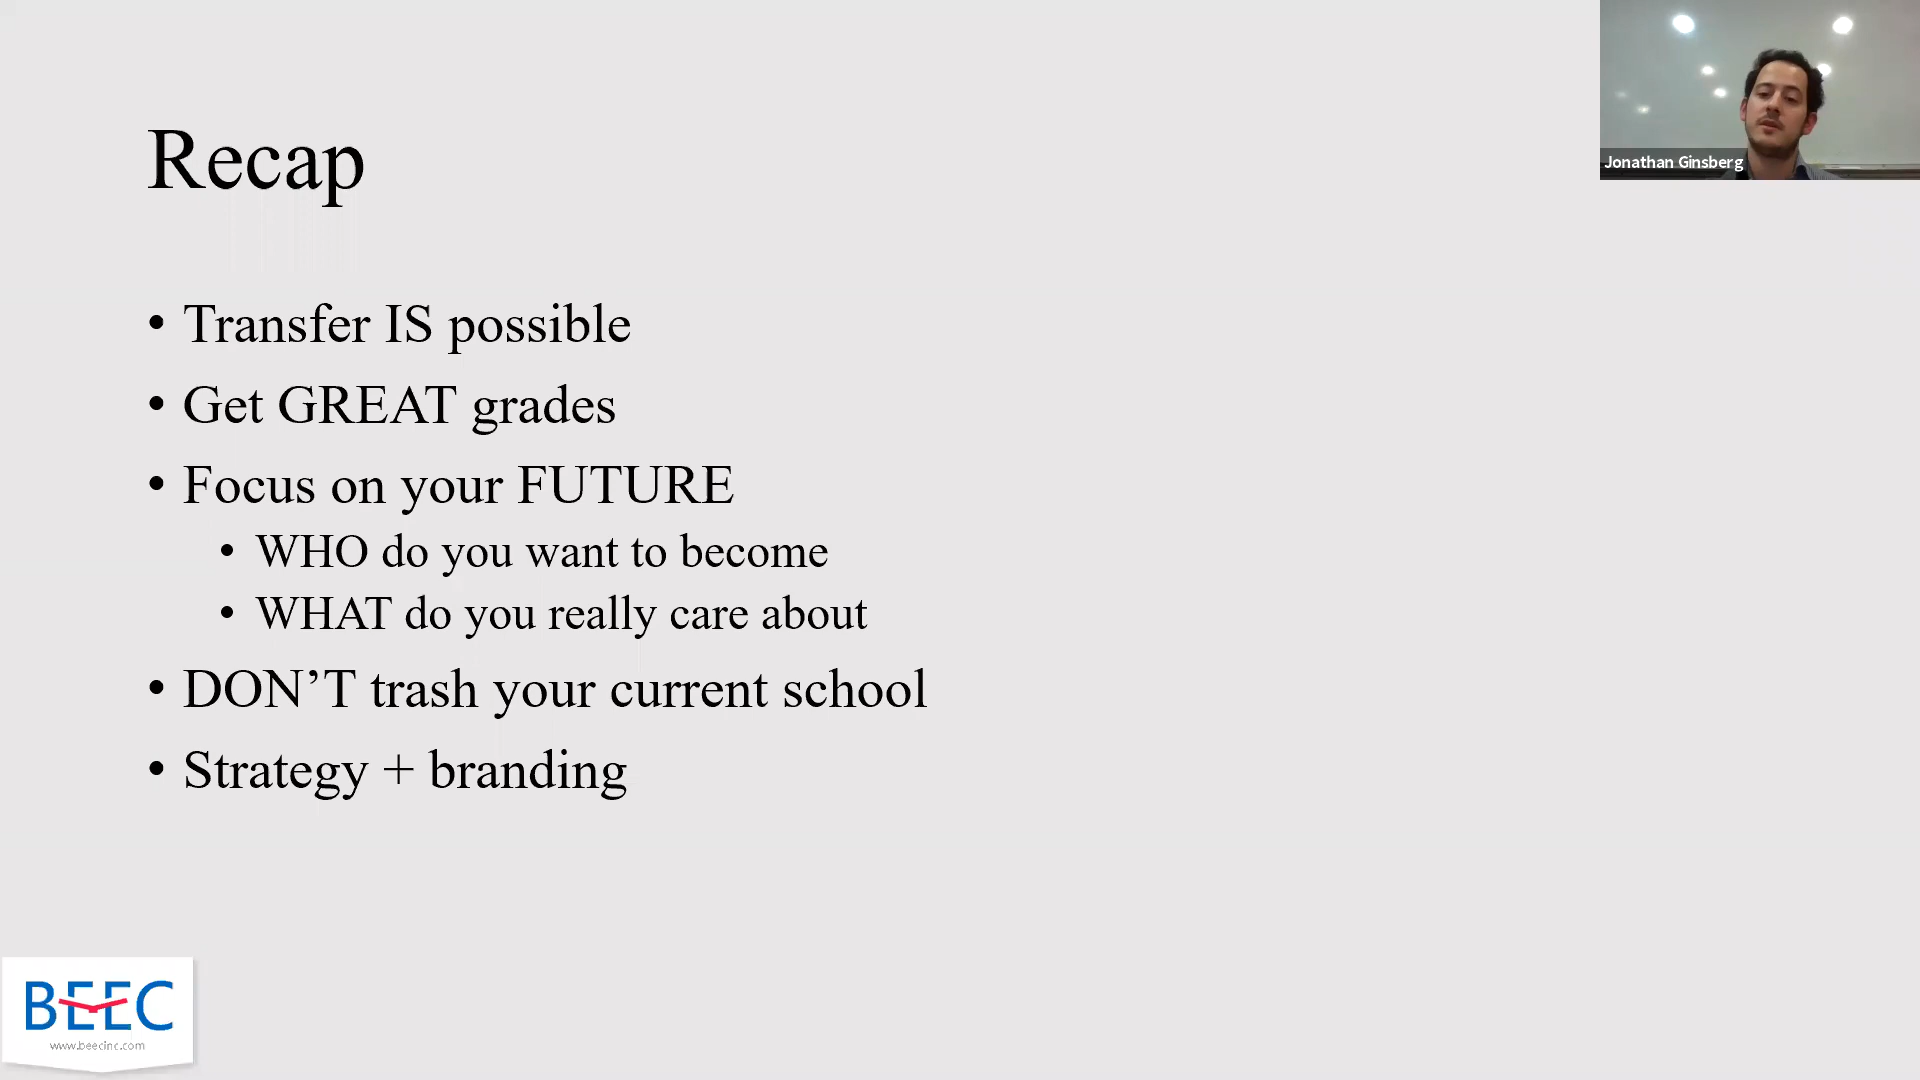 Jonathan Ginsberg
Recap
• Transfer IS possible
• Get GREAT grades
• Focus on your FUTURE
• WHO do you want to become
• WHAT do you really care about
• DON’T trash your current school
• Strategy + branding
BEEC
www.beecinc.com